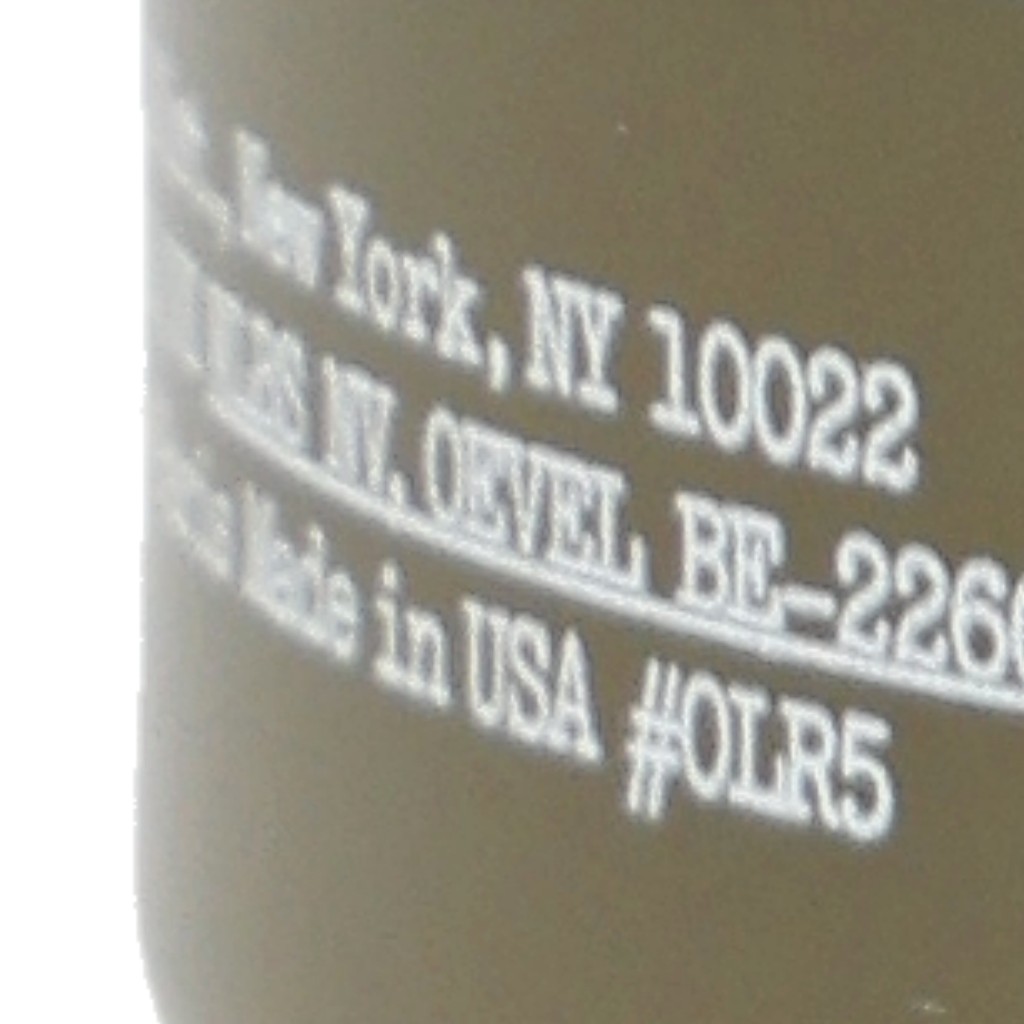 New York, NY 10022
NV. OEVEL BE-2260
Made in USA #OLR5